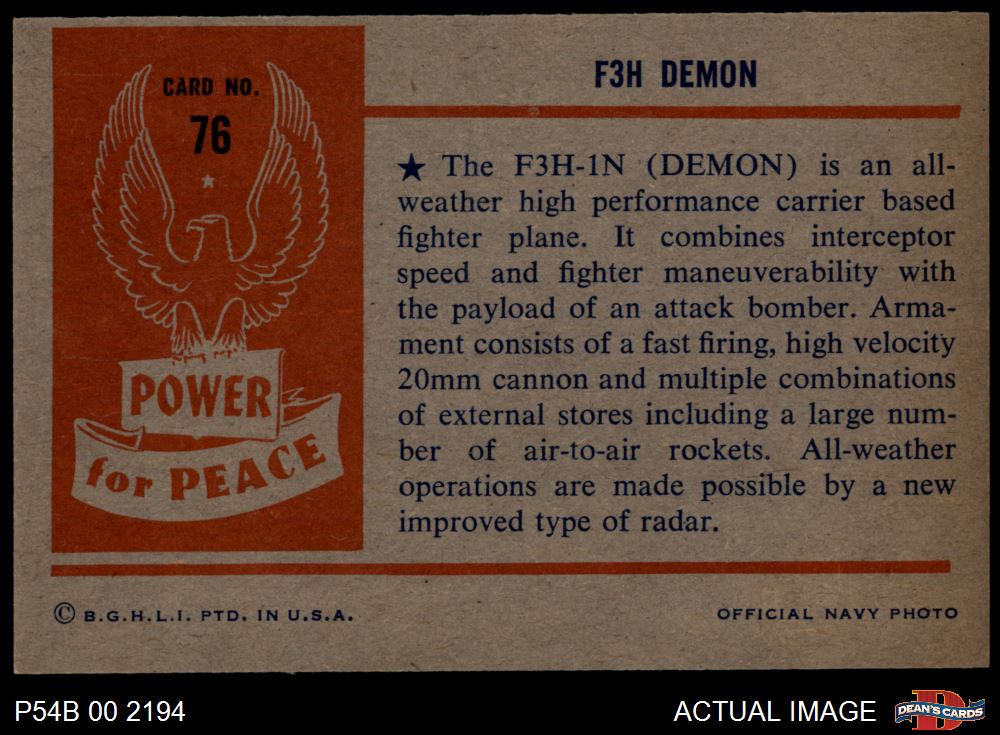 CARD NO.
76
POWER
for PEACE
F3H DEMON
★ The F3H-1N (DEMON) is an all-
weather high performance carrier based
fighter plane. It combines interceptor
speed and fighter maneuverability with
the payload of an attack bomber. Arma-
ment consists of a fast firing, high velocity
20mm cannon and multiple combinations
of external stores including a large num-
ber of air-to-air rockets. All-weather
operations are made possible by a new
improved type of radar.
© B.G.H.L.I. PTD. IN U.S.A.
OFFICIAL NAVY PHOTO
P54B 00 2194
ACTUAL IMAGE
DEAN'S CARDS